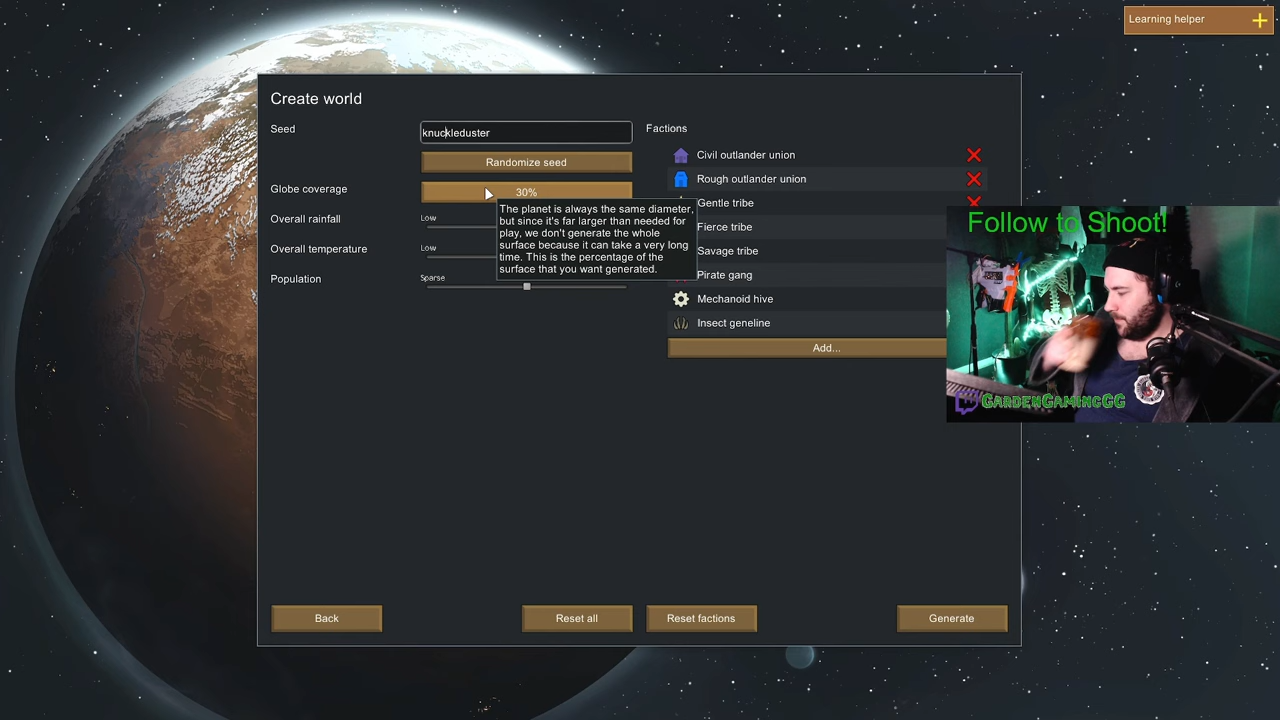 Learning helper
Create world
Seed
knuckleduster
Randomize seed
Globe coverage
30%
The planet is always the same diameter,
but since it's far larger than needed for
play, we don't generate the whole
surface because it can take a very long
time. This is the percentage of the
surface that you want generated.
Overall rainfall
Low
Overall temperature
Low
Population
Sparse
Factions
Civil outlander union
Rough outlander union
Gentle tribe
Fierce tribe
Savage tribe
Pirate gang
Mechanoid hive
Insect geneline
Add...
Follow to Shoot!
GARDENGAMINGGG
Back
Reset all
Reset factions
Generate